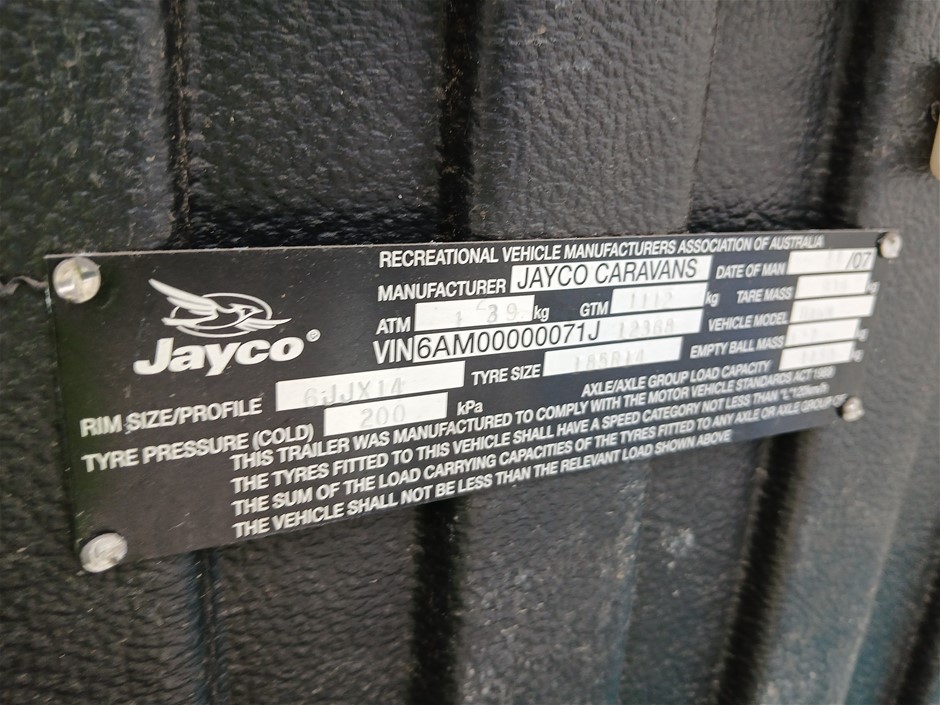 RECREATIONAL VEHICLE MANUFACTURERS ASSOCIATION OF AUSTRALIA
Jayco®
MANUFACTURER JAYCO CARAVANS DATE OF MAN /07
ATM kg GTM kg TARE MASS
VIN 6AM00000071J VEHICLE MODEL
RIM SIZE/PROFILE 6JJX14 TYRE SIZE 185R14 EMPTY BALL MASS
TYRE PRESSURE (COLD) 200 kPa AXLE/AXLE GROUP LOAD CAPACITY
THIS TRAILER WAS MANUFACTURED TO COMPLY WITH THE MOTOR VEHICLE STANDARDS ACT 1989
THE TYRES FITTED TO THIS VEHICLE SHALL HAVE A SPEED CATEGORY NOT LESS THAN "L"120km/h
THE SUM OF THE LOAD CARRYING CAPACITIES OF THE TYRES FITTED TO ANY AXLE OR AXLE GROUP OF
THE VEHICLE SHALL NOT BE LESS THAN THE RELEVANT LOAD SHOWN ABOVE